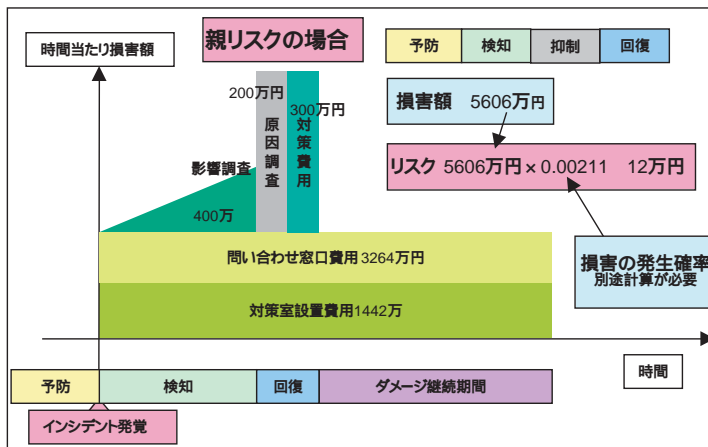 親リスクの場合
時間当たり損害額
予防
検知
抑制
回復
200万円
300万円
原因調査
対策費用
影響調査
400万
損害額 5606万円
リスク 5606万円×0.00211 12万円
問い合わせ窓口費用3264万円
損害の発生確率
別途計算が必要
対策室設置費用1442万
時間
予防
検知
回復
ダメージ継続期間
インシデント発覚